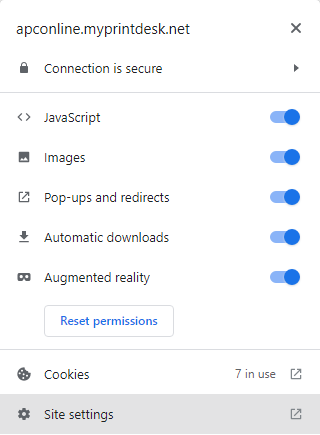 apconline.myprintdesk.net
Connection is secure
JavaScript
Images
Pop-ups and redirects
Automatic downloads
Augmented reality
Reset permissions
Cookies 7 in use
Site settings